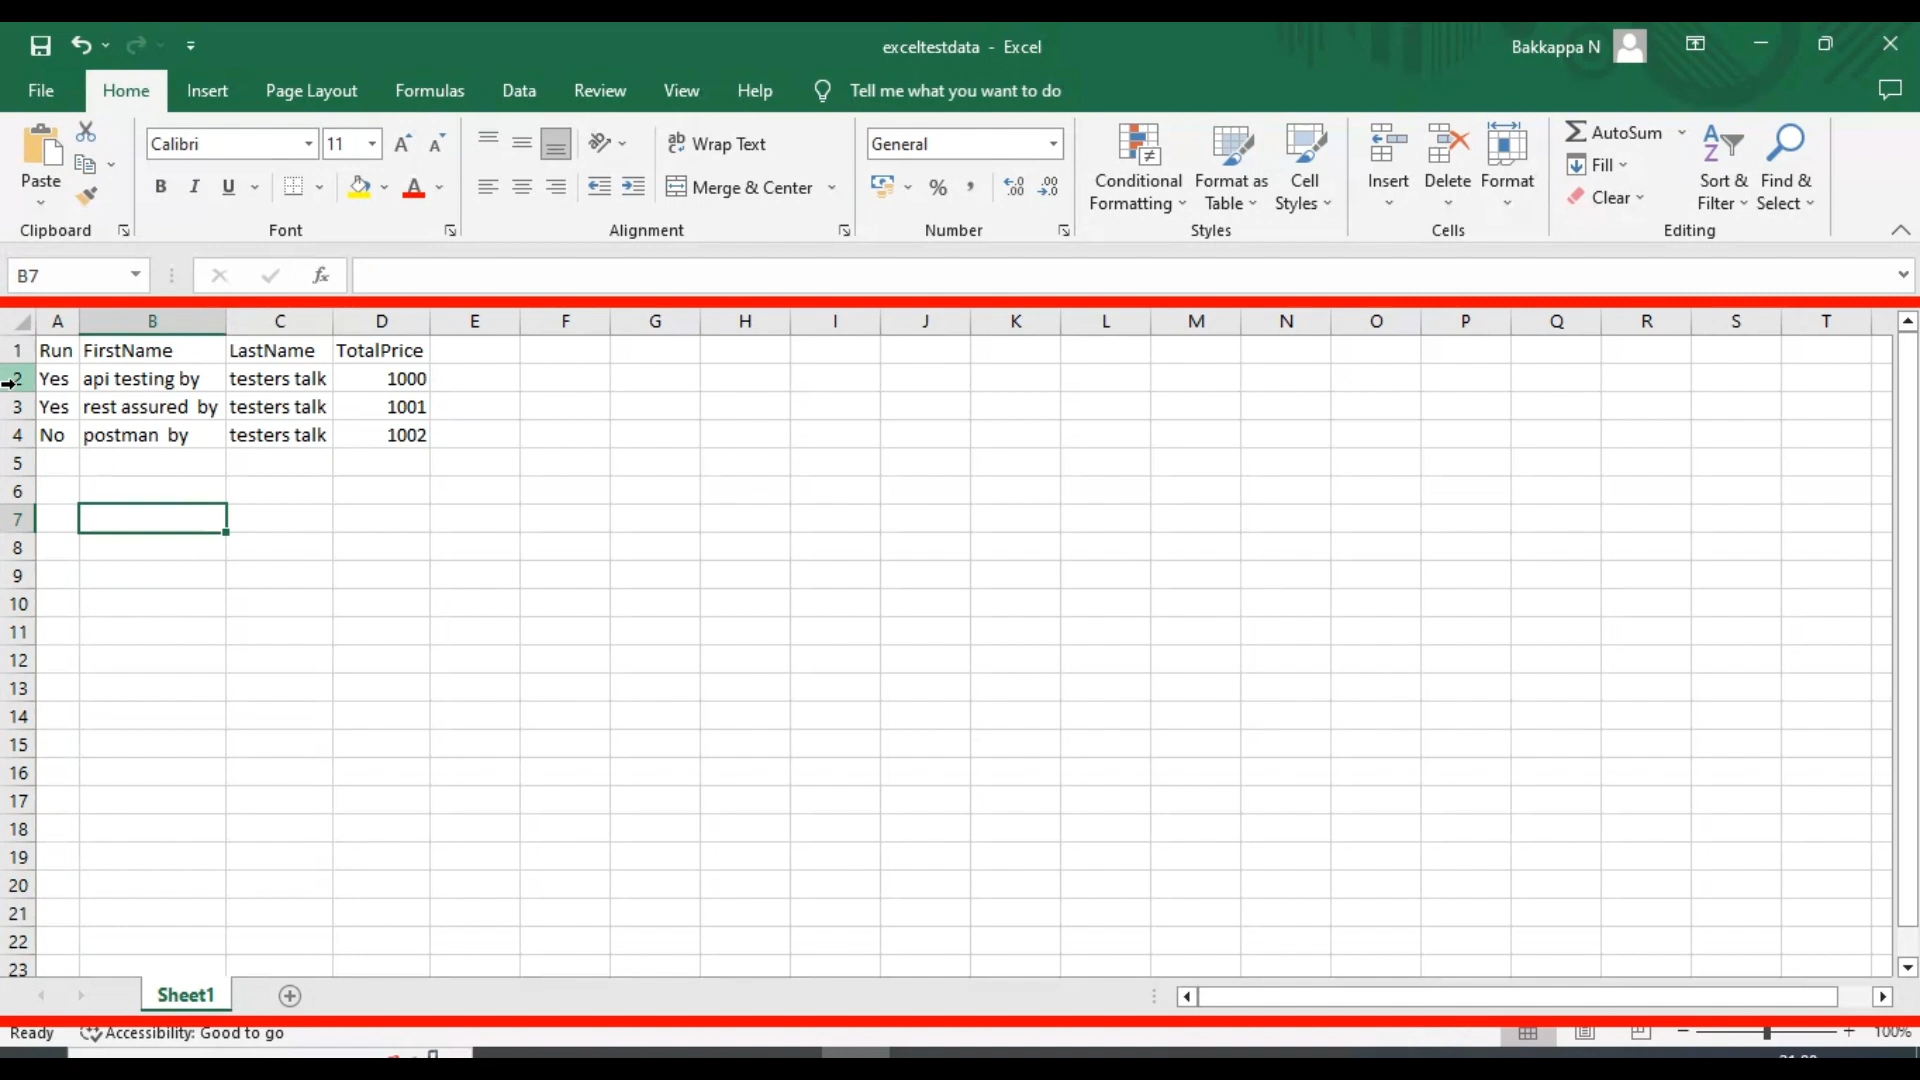 exceltestdata - Excel
Bakkappa N
File Home Insert Page Layout Formulas Data Review View Help Tell me what you want to do
Paste
Clipboard
Calibri 11
B I U
Font
Wrap Text
Merge & Center
Alignment
General
%
Number
Conditional Formatting
Format as Table
Cell Styles
Styles
Insert Delete Format
Cells
AutoSum
Fill
Clear
Sort & Filter
Find & Select
Editing
B7 fx
A B C D E F G H I J K L M N O P Q R S T
1 Run FirstName LastName TotalPrice
2 Yes api testing by testers talk 1000
3 Yes rest assured by testers talk 1001
4 No postman by testers talk 1002
5
6
7
8
9
10
11
12
13
14
15
16
17
18
19
20
21
22
23
Sheet1
Ready Accessibility: Good to go 100%